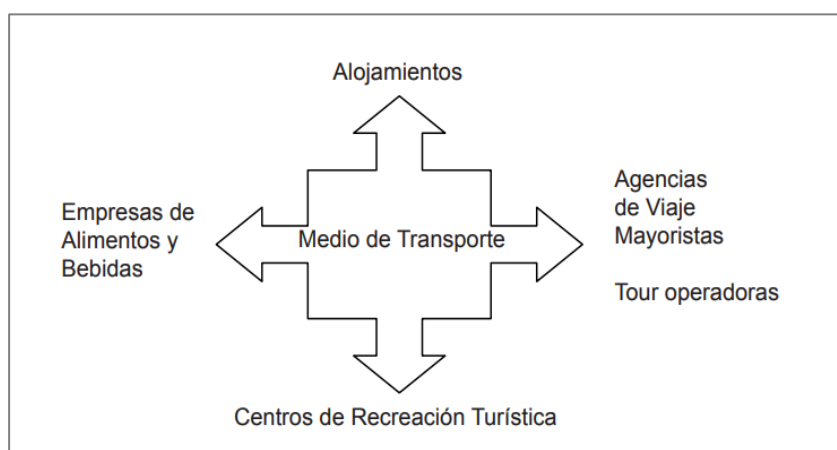 Alojamientos
Empresas de
Alimentos y
Bebidas
Medio de Transporte
Agencias
de Viaje
Mayoristas
Tour operadoras
Centros de Recreación Turística